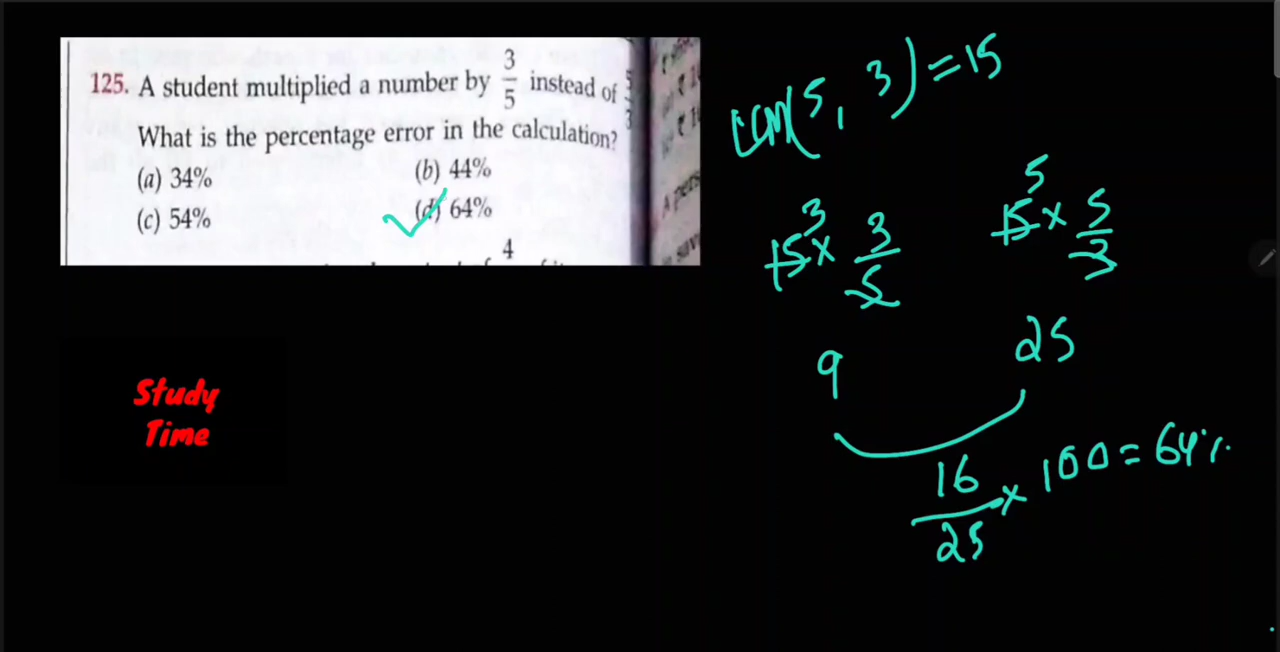 125. A student multiplied a number by 3/5 instead of 5/3
What is the percentage error in the calculation?
(a) 34% (b) 44%
(c) 54% (d) 64%
4
LCM(5, 3) = 15
3 5
15 × 3/5 15 × 5/3
9 25
16/25 × 100 = 64%
Study
Time